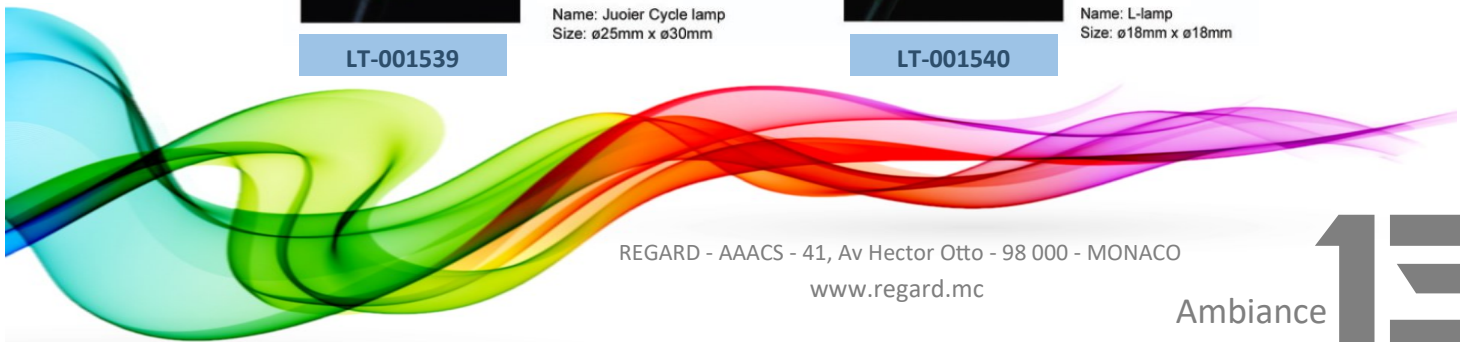 Name: Juoier Cycle lamp
Size: ø25mm x ø30mm
LT-001539
Name: L-lamp
Size: ø18mm x ø18mm
LT-001540
REGARD - AAACS - 41, Av Hector Otto - 98 000 - MONACO
www.regard.mc
Ambiance